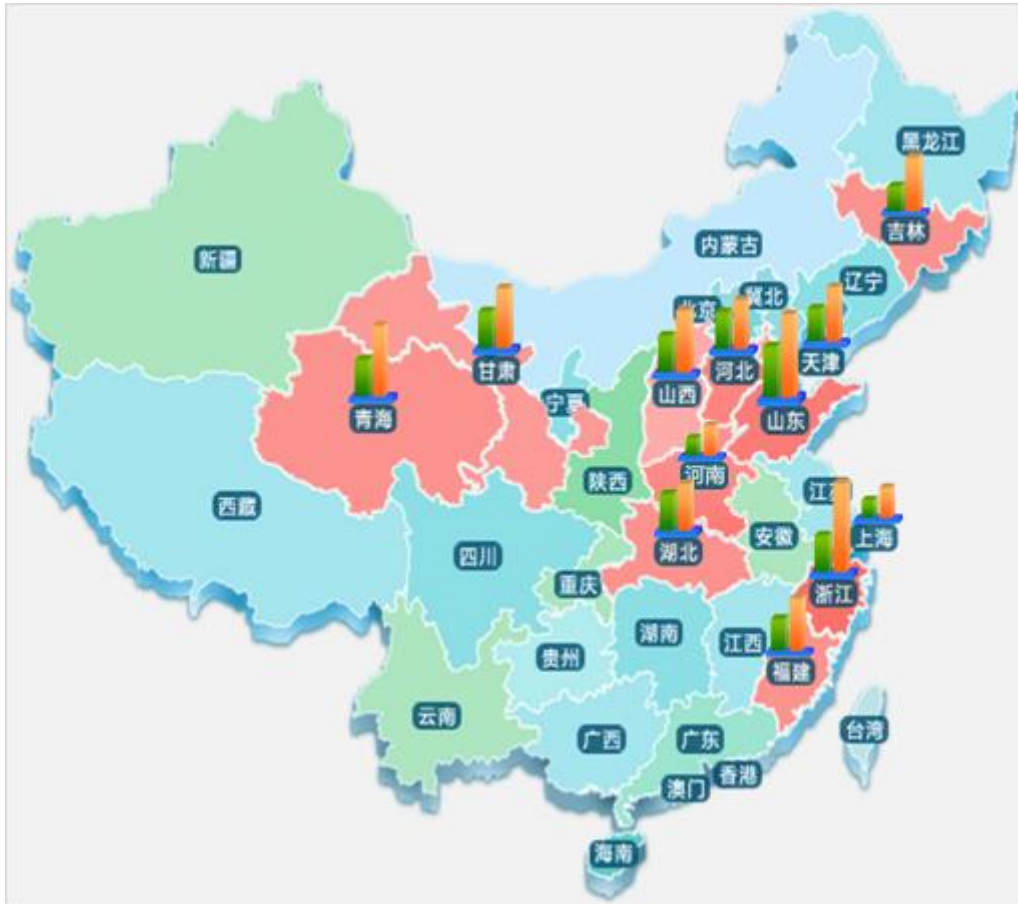 黑龙江
吉林
内蒙古
新疆
辽宁
冀北
北京
天津
甘肃
河北
山西
宁夏
青海
山东
河南
陕西
西藏
江苏
上海
安徽
湖北
四川
重庆
浙江
湖南
江西
贵州
福建
云南
台湾
广西
广东
香港
澳门
海南